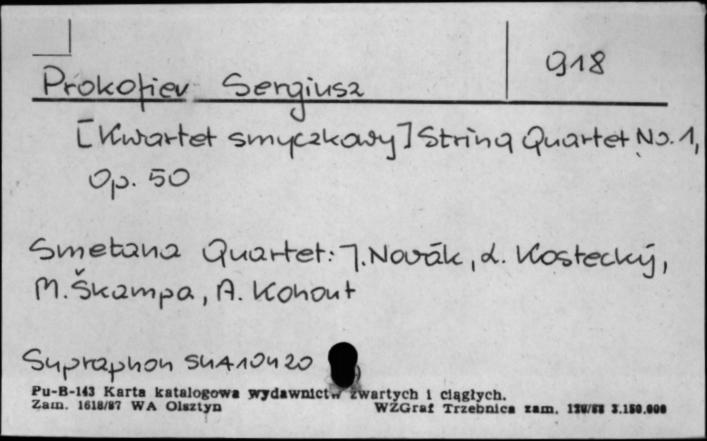 918
Prokofiev Sergiusz
[Kwartet smyczkowy] String Quartet No. 1,
Op. 50
Smetana Quartet: J. Novák, L. Kostecký,
M. Škampa, A. Kohout
Supraphon SUA 10420
Pu-B-143 Karta katalogowa wydawnictw zwartych i ciągłych.
Zam. 1618/87 WA Olsztyn WZGraf Trzebnica zam.